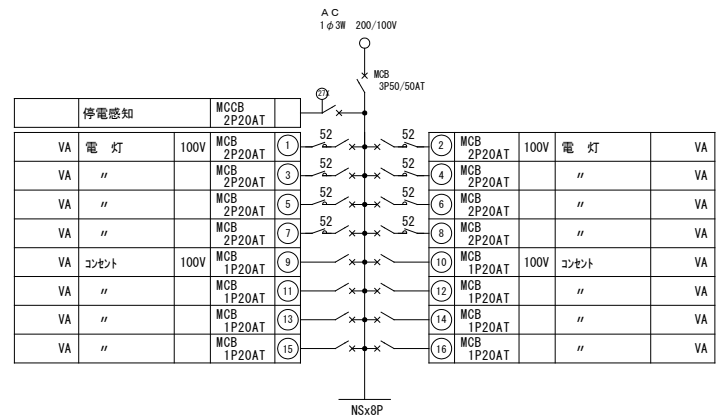 AC
1φ3W 200/100V
MCB
3P50/50AT
27X
停電感知 MCCB
2P20AT
VA 電 灯 100V MCB
2P20AT ① 52 52 ② MCB
2P20AT 100V 電 灯 VA
VA 〃 MCB
2P20AT ③ 52 52 ④ MCB
2P20AT 〃 VA
VA 〃 MCB
2P20AT ⑤ 52 52 ⑥ MCB
2P20AT 〃 VA
VA 〃 MCB
2P20AT ⑦ 52 52 ⑧ MCB
2P20AT 〃 VA
VA コンセント 100V MCB
1P20AT ⑨ ⑩ MCB
1P20AT 100V コンセント VA
VA 〃 MCB
1P20AT ⑪ ⑫ MCB
1P20AT 〃 VA
VA 〃 MCB
1P20AT ⑬ ⑭ MCB
1P20AT 〃 VA
VA 〃 MCB
1P20AT ⑮ ⑯ MCB
1P20AT 〃 VA
NSx8P